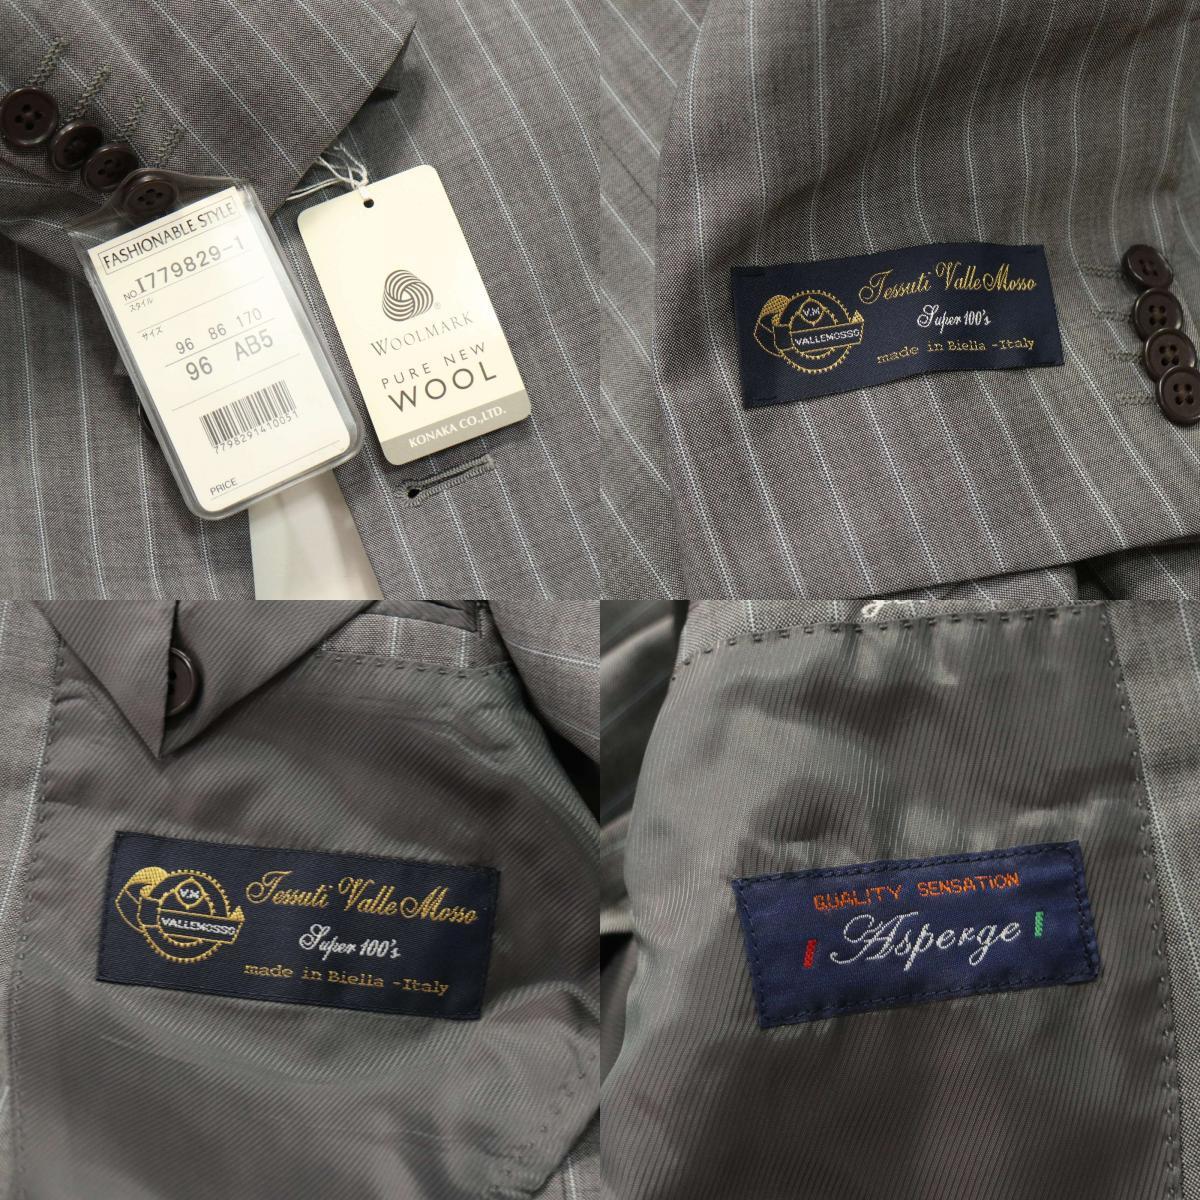 FASHIONABLE STYLE
NO. I779829-1
スタイル
サイズ
96 86 170
96 AB5
7798291410051
PRICE
WOOLMARK
PURE NEW
WOOL
KONAKA CO.,LTD.
V.M
VALLEMOSSO
Tessuti Valle Mosso
Super 100's
made in Biella -Italy
V.M
VALLEMOSSO
Tessuti Valle Mosso
Super 100's
made in Biella -Italy
QUALITY SENSATION
Asperge